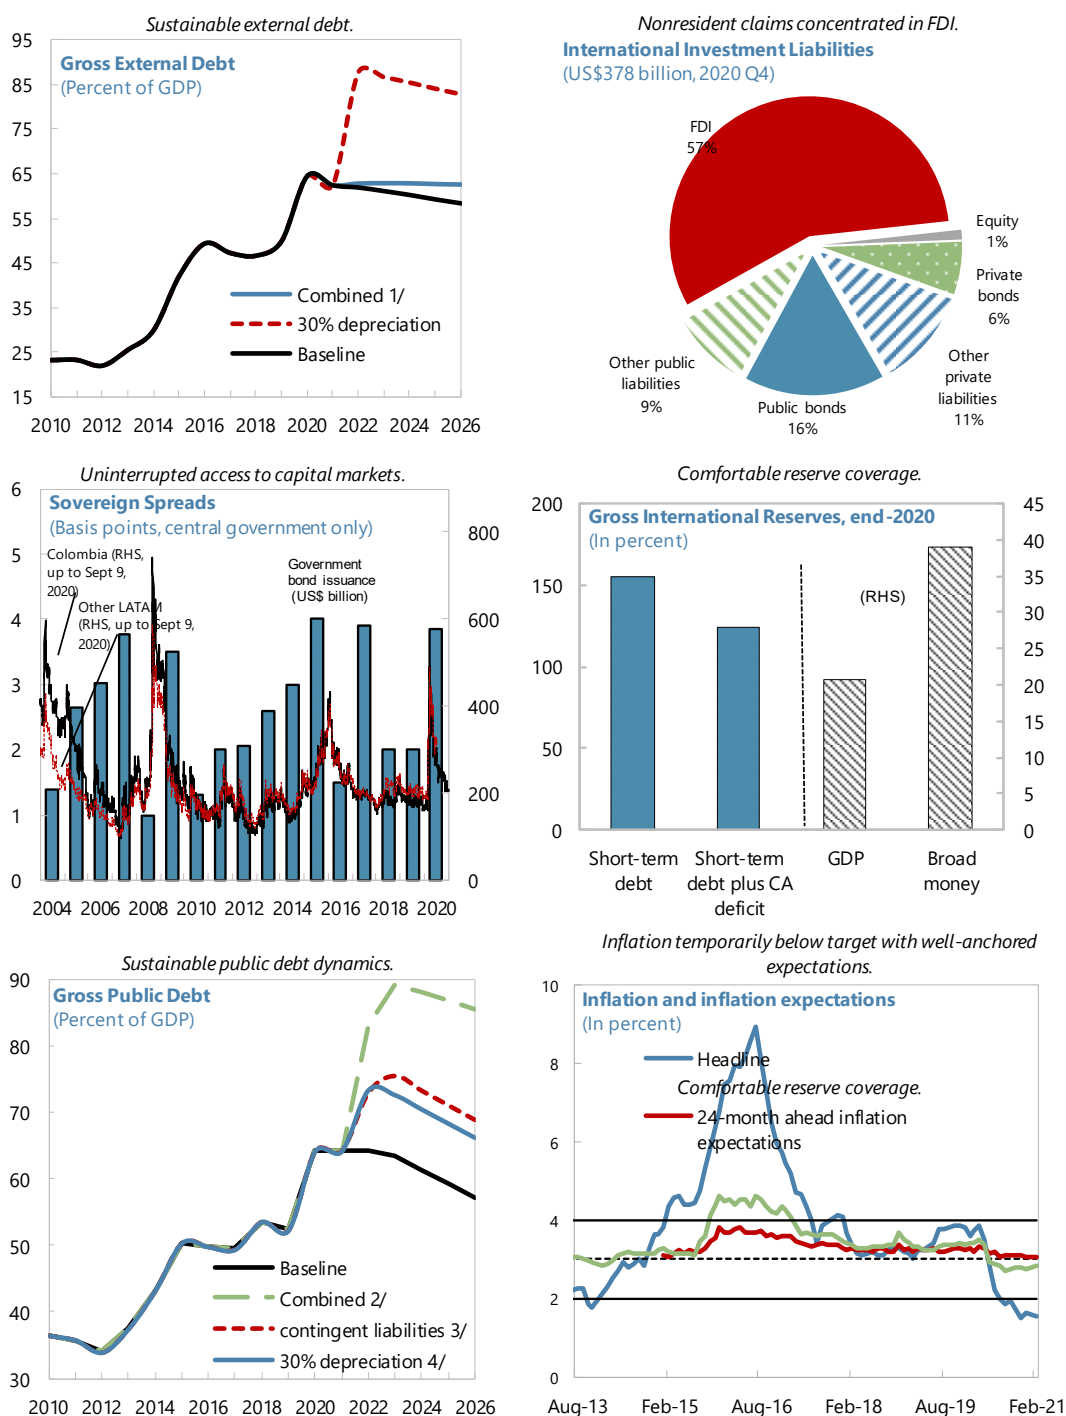 Sustainable external debt.
Gross External Debt
(Percent of GDP)
95
85
75
65
55
45
35
25
15
Combined 1/
30% depreciation
Baseline
2010 2012 2014 2016 2018 2020 2022 2024 2026
Nonresident claims concentrated in FDI.
International Investment Liabilities
(US$378 billion, 2020 Q4)
FDI
57%
Equity
1%
Private
bonds
6%
Other
private
liabilities
11%
Public bonds
16%
Other public
liabilities
9%
Uninterrupted access to capital markets.
Sovereign Spreads
(Basis points, central government only)
6
5
4
3
2
1
0
800
600
400
200
0
Colombia (RHS,
up to Sept 9,
2020)
Other LATAM
(RHS, up to Sept 9,
2020)
Government
bond issuance
(US$ billion)
2004 2006 2008 2010 2012 2014 2016 2018 2020
Comfortable reserve coverage.
Gross International Reserves, end-2020
(In percent)
200
150
100
50
0
45
40
35
30
25
20
15
10
5
0
(RHS)
Short-term
debt
Short-term
debt plus CA
deficit
GDP
Broad
money
Sustainable public debt dynamics.
Gross Public Debt
(Percent of GDP)
90
80
70
60
50
40
30
Baseline
Combined 2/
contingent liabilities 3/
30% depreciation 4/
2010 2012 2014 2016 2018 2020 2022 2024 2026
Inflation temporarily below target with well-anchored
expectations.
Inflation and inflation expectations
(In percent)
10
8
6
4
2
0
Headline
Comfortable reserve coverage.
24-month ahead inflation
expectations
Aug-13 Feb-15 Aug-16 Feb-18 Aug-19 Feb-21